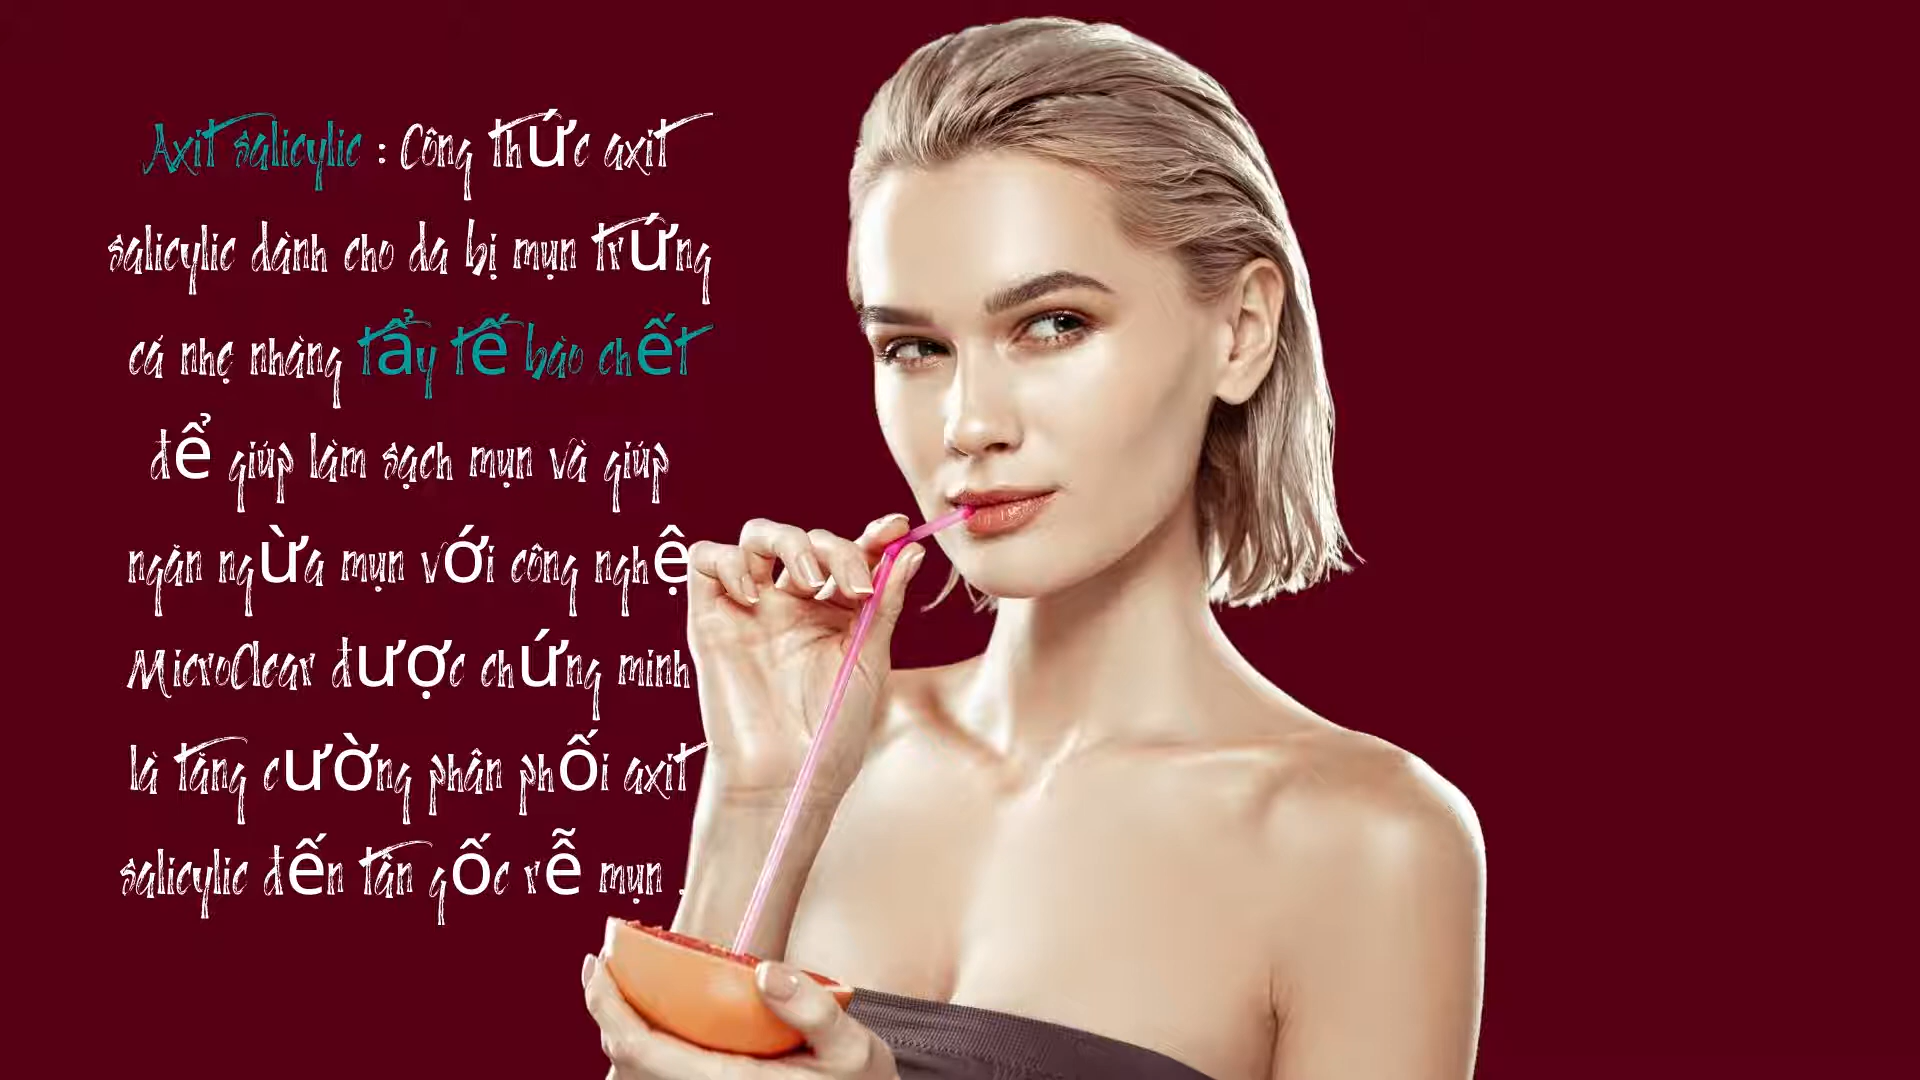 Axit salicylic : Công thức axit
salicylic dành cho da bị mụn trứng
cá nhẹ nhàng tẩy tế bào chết
để giúp làm sạch mụn và giúp
ngăn ngừa mụn với công nghệ
MicroClear được chứng minh
là tăng cường phân phối axit
salicylic đến tân gốc rễ mụn .